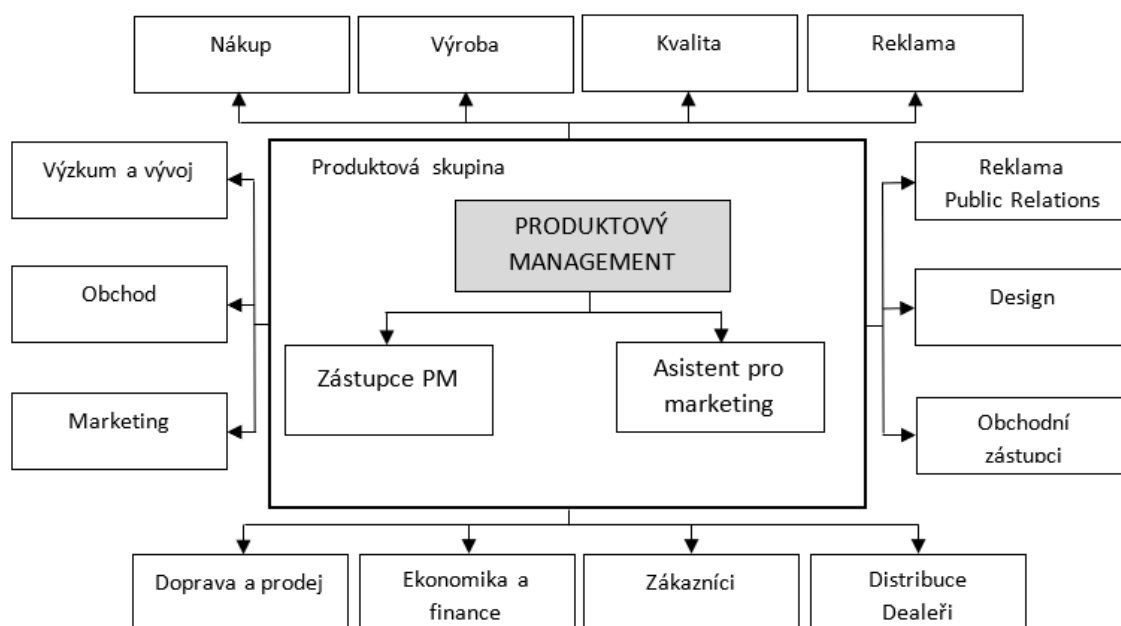 Nákup
Výroba
Kvalita
Reklama
Výzkum a vývoj
Produktová skupina
Reklama
Public Relations
PRODUKTOVÝ
MANAGEMENT
Obchod
Design
Zástupce PM
Asistent pro
marketing
Marketing
Obchodní
zástupci
Doprava a prodej
Ekonomika a
finance
Zákazníci
Distribuce
Dealeři